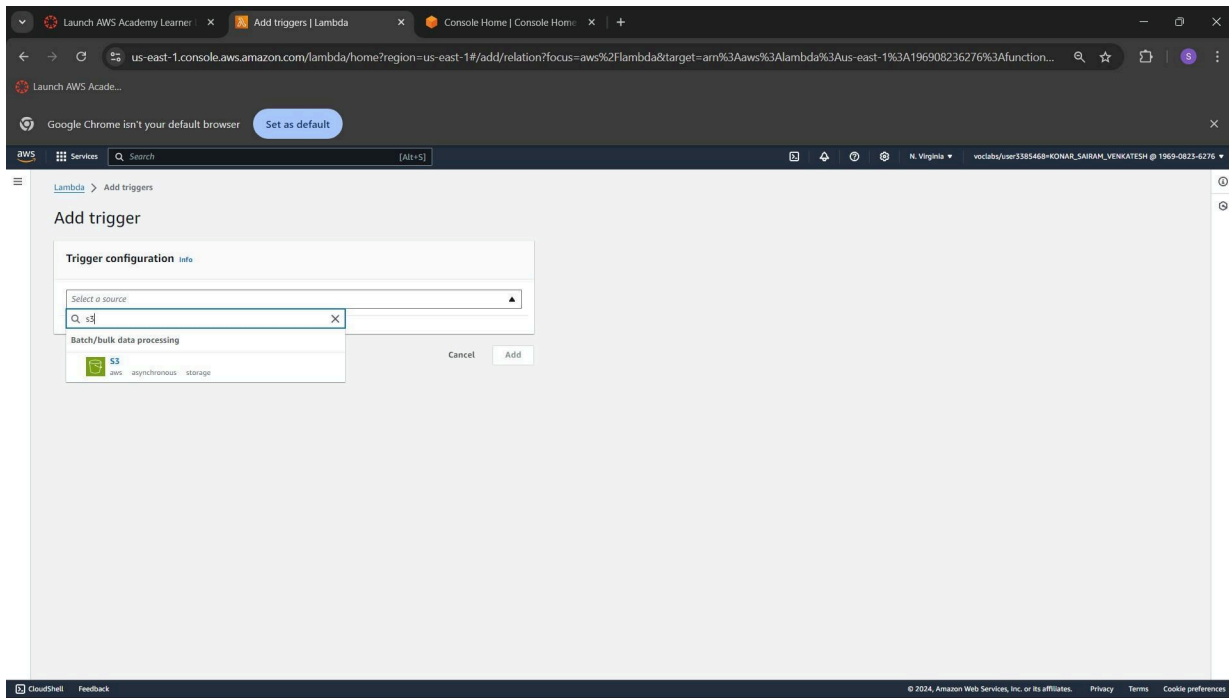 Launch AWS Academy Learner
Add triggers | Lambda
Console Home | Console Home
us-east-1.console.aws.amazon.com/lambda/home?region=us-east-1#/add/relation?focus=aws%2Flambda&target=arn%3Aaws%3Alambda%3Aus-east-1%3A196908236276%3Afunction...
S
Launch AWS Acade...
Google Chrome isn't your default browser
Set as default
aws
Services
Search
[Alt+S]
N. Virginia
voclabs/user3385468=KONAR_SAIRAM_VENKATESH @ 1969-0823-6276
Lambda > Add triggers
Add trigger
Trigger configuration Info
Select a source
s3
Batch/bulk data processing
S3
aws asynchronous storage
Cancel
Add
CloudShell Feedback
© 2024, Amazon Web Services, Inc. or its affiliates. Privacy Terms Cookie preferences